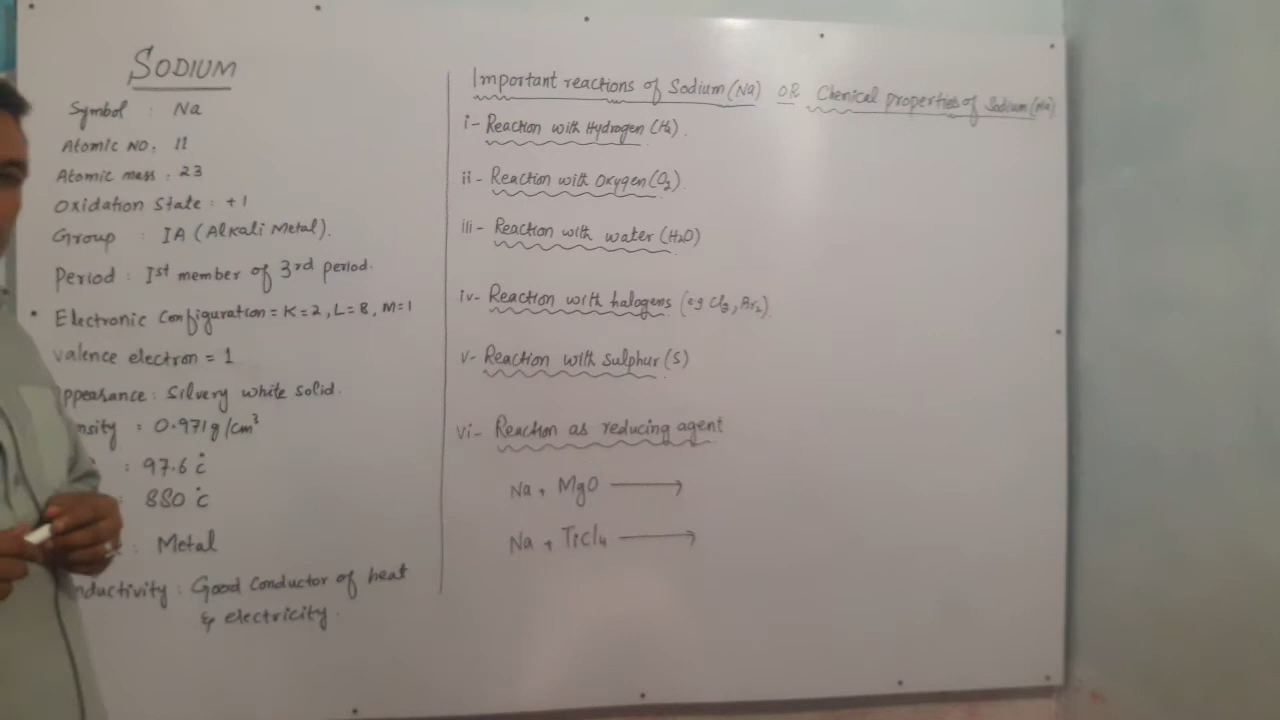 SODIUM
Symbol : Na
Atomic NO. 11
Atomic mass : 23
Oxidation State : +1
Group : IA (Alkali Metal).
Period : Ist member of 3rd period.
• Electronic Configuration = K=2, L=8, M=1
Valence electron = 1
ppearance : Silvery white solid.
nsity : 0.971g/cm³
: 97.6 °c
: 880 °c
: Metal
nductivity : Good Conductor of heat
& electricity.
Important reactions of Sodium (Na) OR Chemical properties of Sodium (Na)
i- Reaction with Hydrogen (H₂).
ii- Reaction with Oxygen (O₂).
iii- Reaction with water (H₂O)
iv- Reaction with halogens (eg Cl₂, Br₂).
v- Reaction with Sulphur (S)
vi- Reaction as reducing agent
Na + MgO ⟶
Na + TiCl₄ ⟶